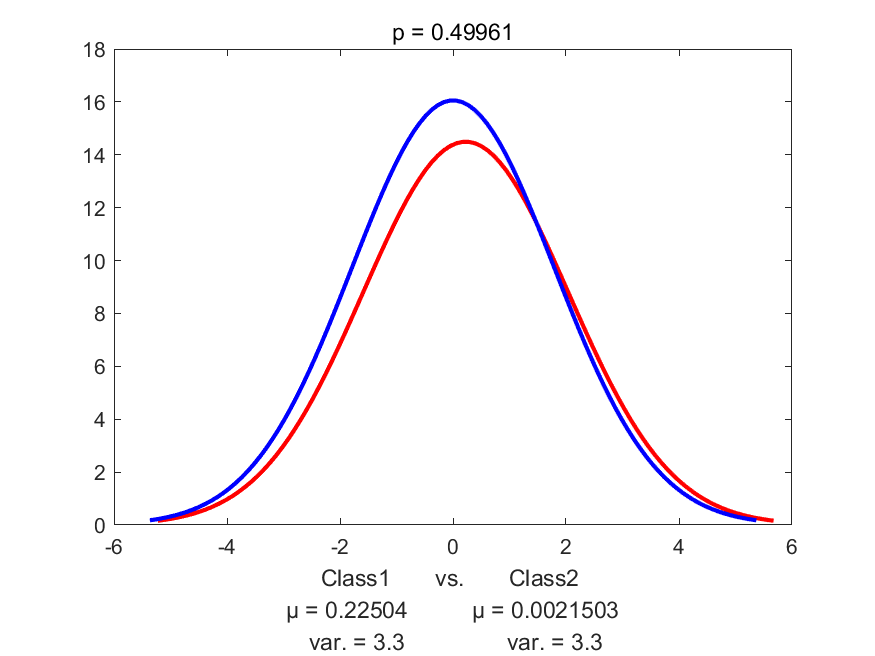 p = 0.49961
18
16
14
12
10
8
6
4
2
0
-6 -4 -2 0 2 4 6
Class1 vs. Class2
μ = 0.22504 μ = 0.0021503
var. = 3.3 var. = 3.3